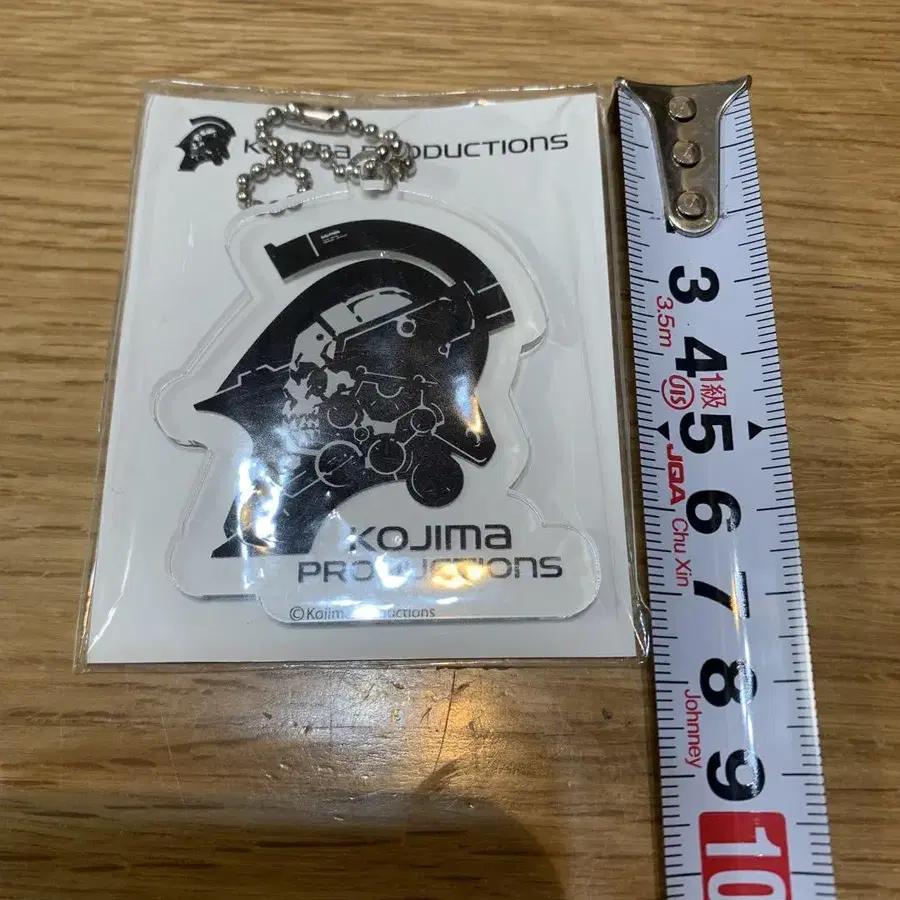 KOJIMA PRODUCTIONS
KOJIMA
PRODUCTIONS
© Kojima Productions
3
4
5
6
7
8
9
10
3.5m
1級
JIS
JQA
Chu Xin
Johnney